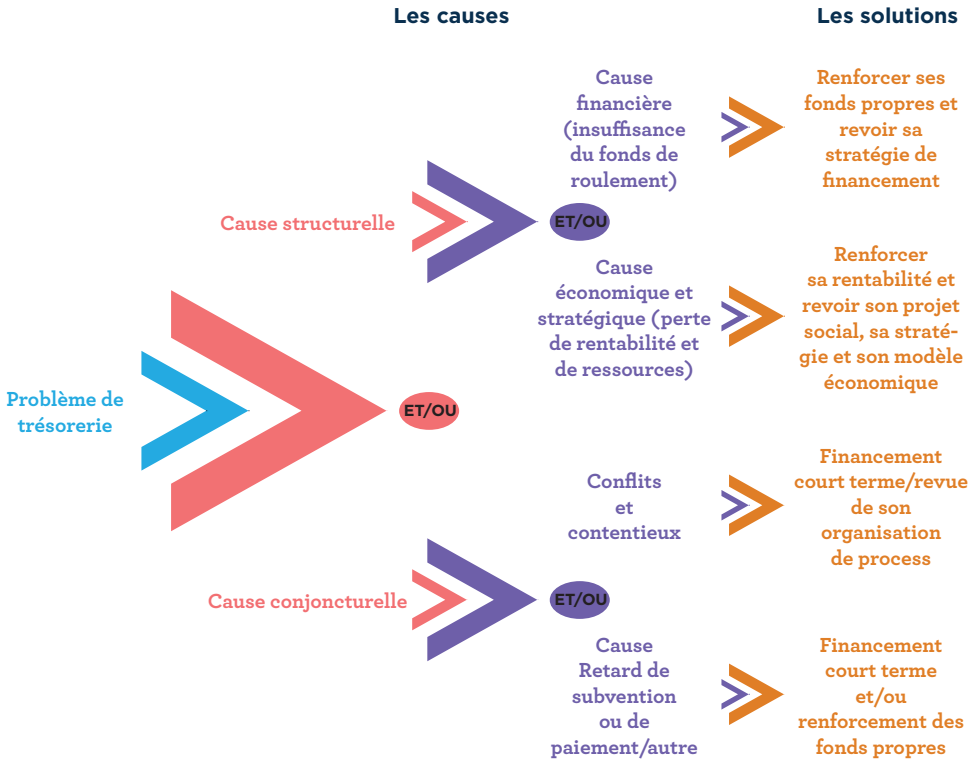 Les causes
Les solutions
Cause
financière
(insuffisance
du fonds de
roulement)
Renforcer ses
fonds propres et
revoir sa
stratégie de
financement
Cause structurelle
ET/OU
Cause
économique et
stratégique (perte
de rentabilité et
de ressources)
Renforcer
sa rentabilité et
revoir son projet
social, sa straté-
gie et son modèle
économique
Problème de
trésorerie
ET/OU
Conflits
et
contentieux
Financement
court terme/revue
de son
organisation
de process
Cause conjoncturelle
ET/OU
Cause
Retard de
subvention
ou de
paiement/autre
Financement
court terme
et/ou
renforcement des
fonds propres